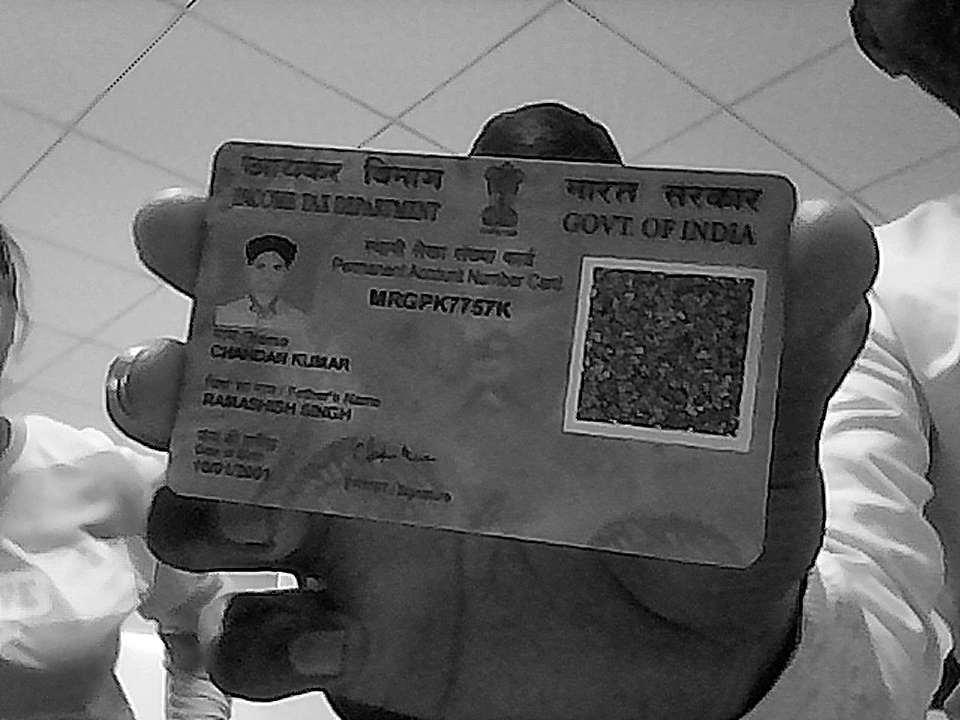 आयकर विभाग
INCOME TAX DEPARTMENT
भारत सरकार
GOVT. OF INDIA
स्थायी लेखा संख्या कार्ड
Permanent Account Number Card
MRGPK7757K
नाम / Name
CHANDAN KUMAR
पिता का नाम / Father's Name
RAMASHISH SINGH
Date of Birth
10/01/2001
हस्ताक्षर / Signature